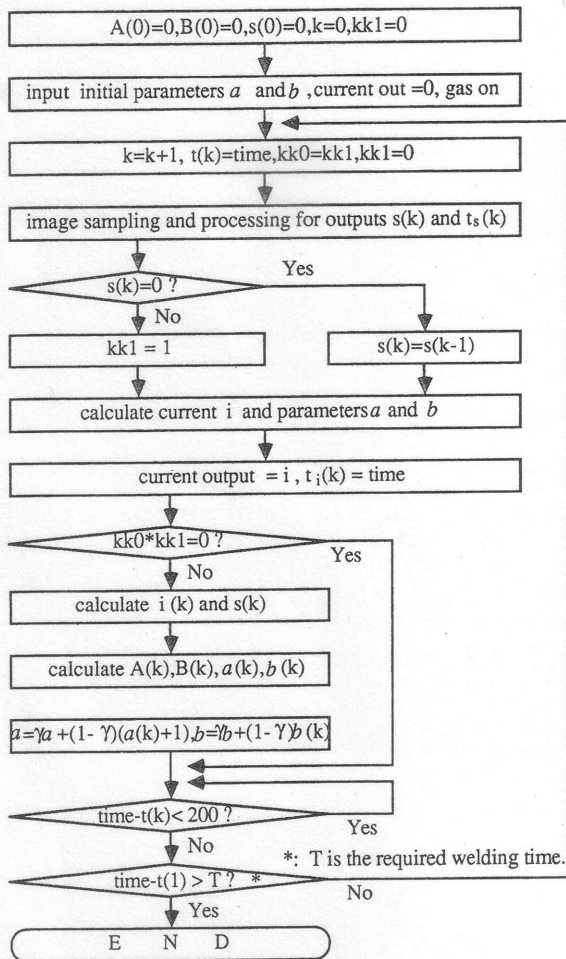 A(0)=0,B(0)=0,s(0)=0,k=0,kk1=0
input initial parameters a and b ,current out =0, gas on
k=k+1, t(k)=time,kk0=kk1,kk1=0
image sampling and processing for outputs s(k) and ts(k)
s(k)=0 ?
Yes
No
kk1 = 1
s(k)=s(k-1)
calculate current i and parameters a and b
current output = i , ti(k) = time
kk0*kk1=0 ?
Yes
No
calculate i (k) and s(k)
calculate A(k),B(k),a(k),b(k)
a=γa +(1- γ)(a(k)+1),b=γb+(1- γ)b(k)
time-t(k)< 200 ?
Yes
No
*: T is the required welding time.
time-t(1) > T ? *
No
Yes
E N D